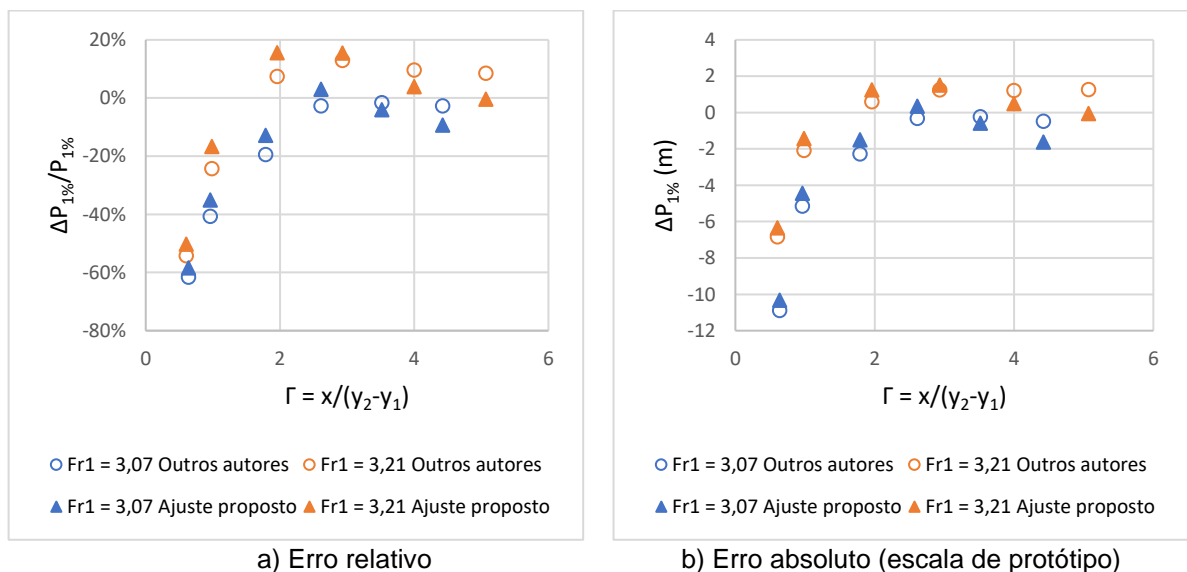 20%
0%
-20%
-40%
-60%
-80%
0 2 4 6
ΔP1%/P1%
Γ = x/(y2-y1)
Fr1 = 3,07 Outros autores Fr1 = 3,21 Outros autores
Fr1 = 3,07 Ajuste proposto Fr1 = 3,21 Ajuste proposto
a) Erro relativo
4
2
0
-2
-4
-6
-8
-10
-12
0 2 4 6
ΔP1% (m)
Γ = x/(y2-y1)
Fr1 = 3,07 Outros autores Fr1 = 3,21 Outros autores
Fr1 = 3,07 Ajuste proposto Fr1 = 3,21 Ajuste proposto
b) Erro absoluto (escala de protótipo)